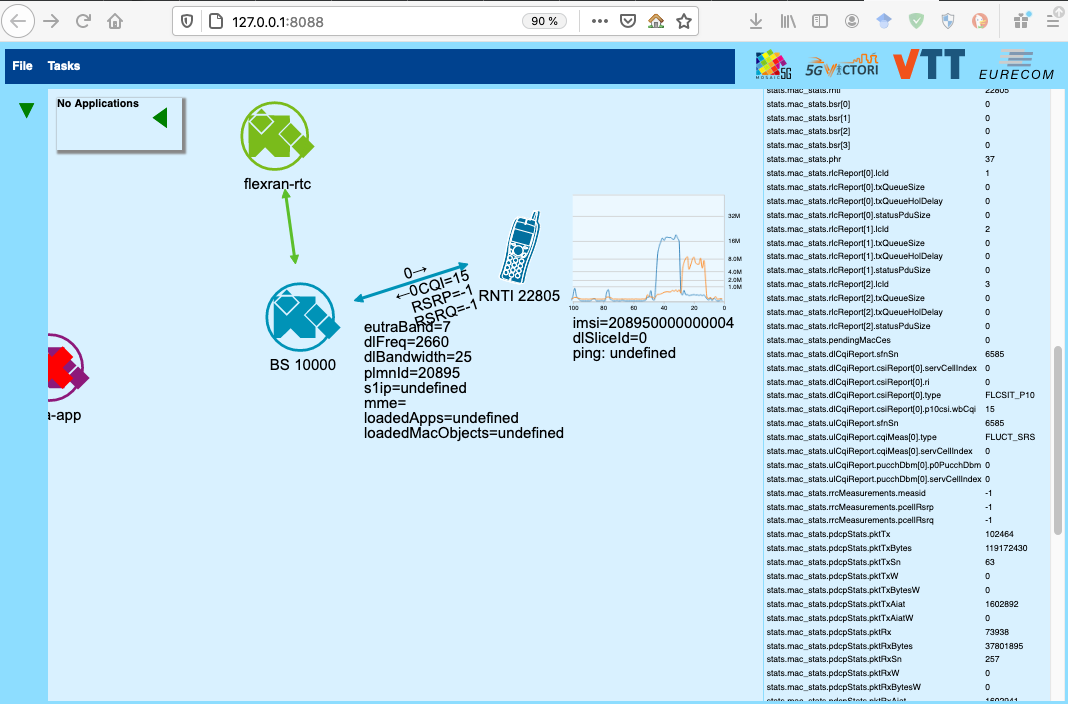 127.0.0.1:8088
90 %
File Tasks
MOSAIC5G
5G VICTORI
VTT
EURECOM
No Applications
flexran-rtc
BS 10000
a-app
0→
←0CQI=15
RSRP=-1
RSRQ=-1
RNTI 22805
eutraBand=7
dlFreq=2660
dlBandwidth=25
plmnId=20895
s1ip=undefined
mme=
loadedApps=undefined
loadedMacObjects=undefined
32M
16M
8.0M
4.0M
2.0M
1.0M
100 80 60 40 20 0
imsi=208950000000004
dlSliceId=0
ping: undefined
stats.mac_stats.rnti 22805
stats.mac_stats.bsr[0] 0
stats.mac_stats.bsr[1] 0
stats.mac_stats.bsr[2] 0
stats.mac_stats.bsr[3] 0
stats.mac_stats.phr 37
stats.mac_stats.rlcReport[0].lcId 1
stats.mac_stats.rlcReport[0].txQueueSize 0
stats.mac_stats.rlcReport[0].txQueueHolDelay 0
stats.mac_stats.rlcReport[0].statusPduSize 0
stats.mac_stats.rlcReport[1].lcId 2
stats.mac_stats.rlcReport[1].txQueueSize 0
stats.mac_stats.rlcReport[1].txQueueHolDelay 0
stats.mac_stats.rlcReport[1].statusPduSize 0
stats.mac_stats.rlcReport[2].lcId 3
stats.mac_stats.rlcReport[2].txQueueSize 0
stats.mac_stats.rlcReport[2].txQueueHolDelay 0
stats.mac_stats.rlcReport[2].statusPduSize 0
stats.mac_stats.pendingMacCes 0
stats.mac_stats.dlCqiReport.sfnSn 6585
stats.mac_stats.dlCqiReport.csiReport[0].servCellIndex 0
stats.mac_stats.dlCqiReport.csiReport[0].ri 0
stats.mac_stats.dlCqiReport.csiReport[0].type FLCSIT_P10
stats.mac_stats.dlCqiReport.csiReport[0].p10csi.wbCqi 15
stats.mac_stats.ulCqiReport.sfnSn 6585
stats.mac_stats.ulCqiReport.cqiMeas[0].type FLUCT_SRS
stats.mac_stats.ulCqiReport.cqiMeas[0].servCellIndex 0
stats.mac_stats.ulCqiReport.pucchDbm[0].p0PucchDbm 0
stats.mac_stats.ulCqiReport.pucchDbm[0].servCellIndex 0
stats.mac_stats.rrcMeasurements.measid -1
stats.mac_stats.rrcMeasurements.pcellRsrp -1
stats.mac_stats.rrcMeasurements.pcellRsrq -1
stats.mac_stats.pdcpStats.pktTx 102464
stats.mac_stats.pdcpStats.pktTxBytes 119172430
stats.mac_stats.pdcpStats.pktTxSn 63
stats.mac_stats.pdcpStats.pktTxW 0
stats.mac_stats.pdcpStats.pktTxBytesW 0
stats.mac_stats.pdcpStats.pktTxAiat 1602892
stats.mac_stats.pdcpStats.pktTxAiatW 0
stats.mac_stats.pdcpStats.pktRx 73938
stats.mac_stats.pdcpStats.pktRxBytes 37801895
stats.mac_stats.pdcpStats.pktRxSn 257
stats.mac_stats.pdcpStats.pktRxW 0
stats.mac_stats.pdcpStats.pktRxBytesW 0
stats.mac_stats.pdcpStats.pktRxAiat 1602941